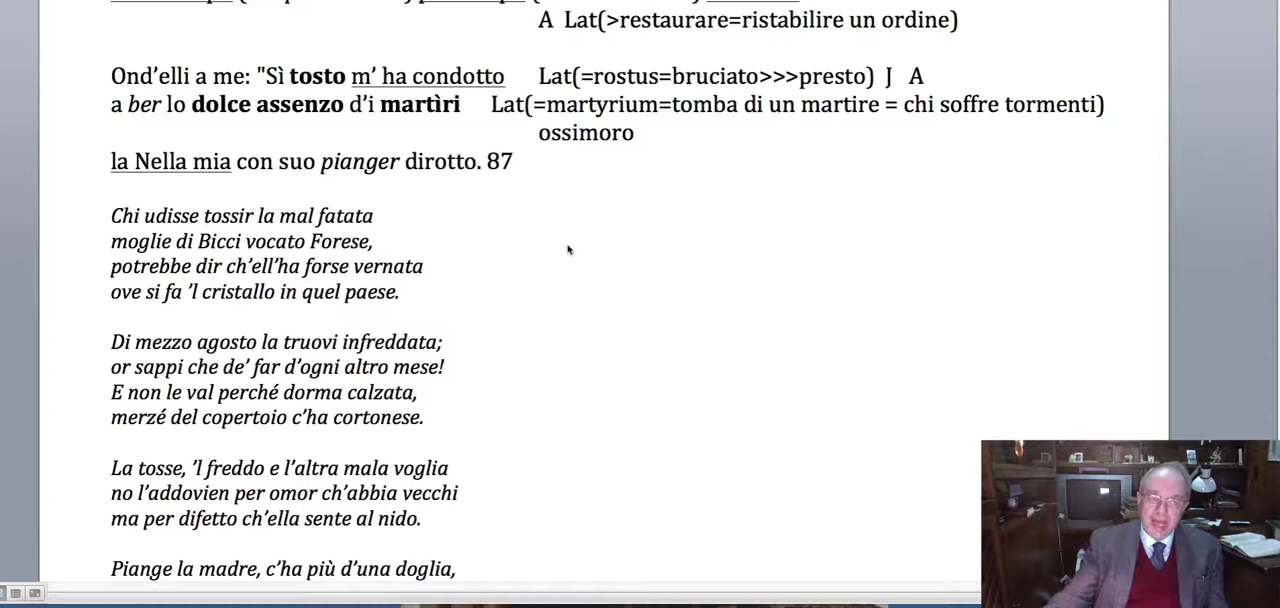 A Lat(>restaurare=ristabilire un ordine)
Ond’elli a me: "Sì tosto m’ ha condotto Lat(=rostus=bruciato>>>presto) J A
a ber lo dolce assenzo d’i martìri Lat(=martyrium=tomba di un martire = chi soffre tormenti)
ossimoro
la Nella mia con suo pianger dirotto. 87
Chi udisse tossir la mal fatata
moglie di Bicci vocato Forese,
potrebbe dir ch’ell’ha forse vernata
ove si fa ’l cristallo in quel paese.
Di mezzo agosto la truovi infreddata;
or sappi che de’ far d’ogni altro mese!
E non le val perché dorma calzata,
merzé del copertoio c’ha cortonese.
La tosse, ’l freddo e l’altra mala voglia
no l’addovien per omor ch’abbia vecchi
ma per difetto ch’ella sente al nido.
Piange la madre, c’ha più d’una doglia,